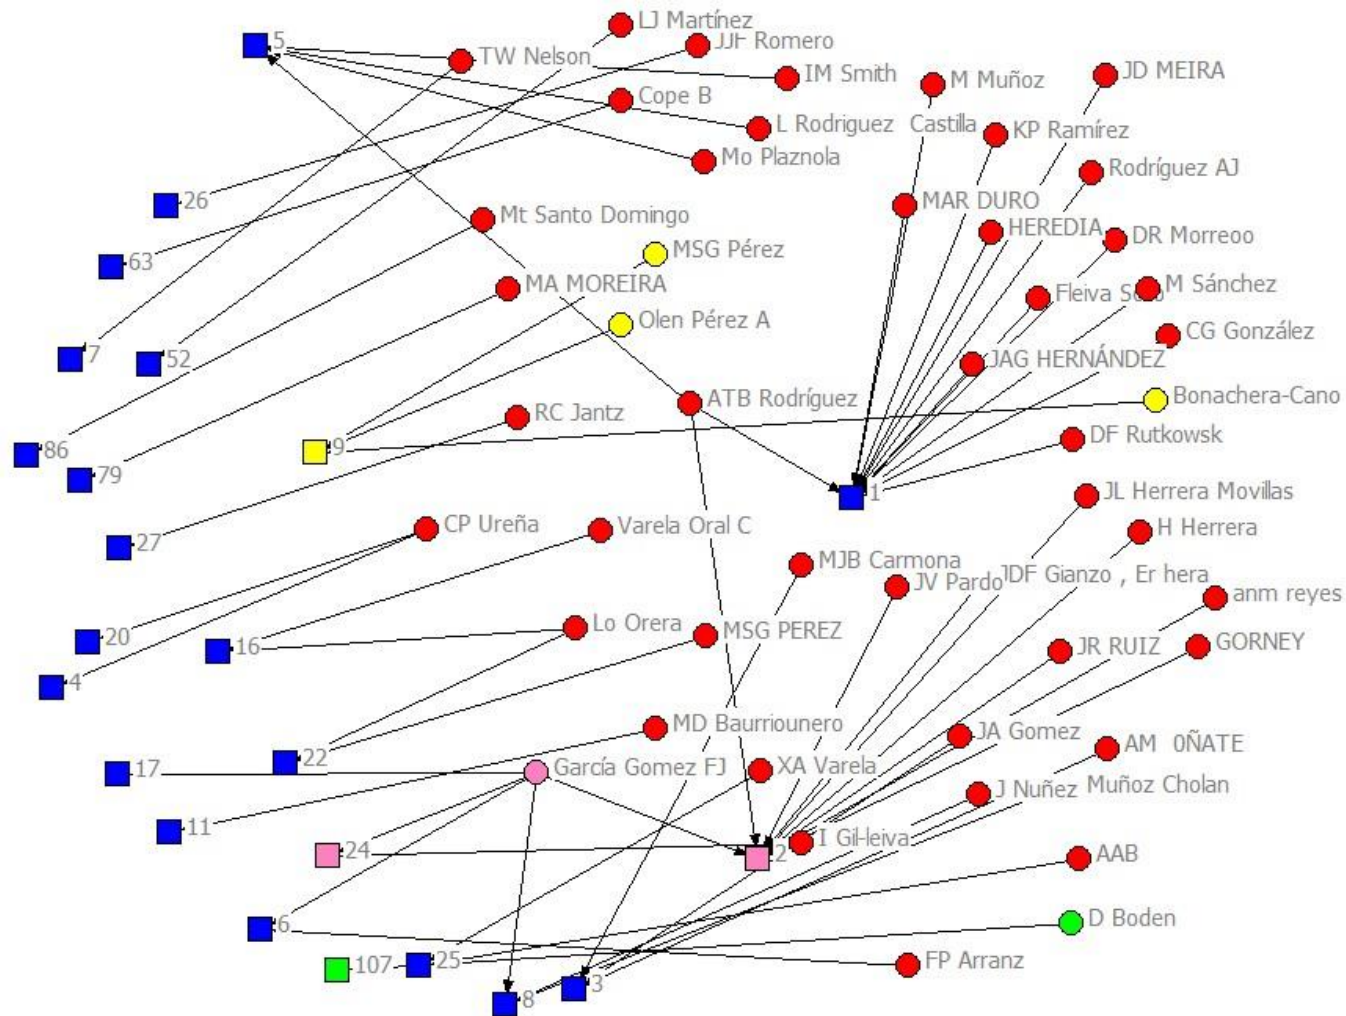 LJ Martínez
5
JJF Romero
TW Nelson
IM Smith
M Muñoz
JD MEIRA
Cope B
L Rodriguez Castilla
KP Ramírez
Mo Plaznola
Rodríguez AJ
26
MAR DURO
Mt Santo Domingo
HEREDIA
DR Morreoo
MSG Pérez
63
MA MOREIRA
M Sánchez
Fleiva
Olen Pérez A
CG González
7
52
JAG HERNÁNDEZ
Bonachera-Cano
ATB Rodríguez
RC Jantz
DF Rutkowsk
9
86
79
1
JL Herrera Movillas
CP Ureña
Varela Oral C
H Herrera
27
MJB Carmona
JV Pardo
JDF Gianzo , Er hera
anm reyes
Lo Orera
MSG PEREZ
20
16
JR RUIZ
GORNEY
4
MD Baurriounero
JA Gomez
AM 0ÑATE
22
17
García Gomez FJ
XA Varela
J Nuñez Muñoz Cholan
11
I Gil-leiva
24
2
AAB
6
D Boden
107
25
FP Arranz
3
8